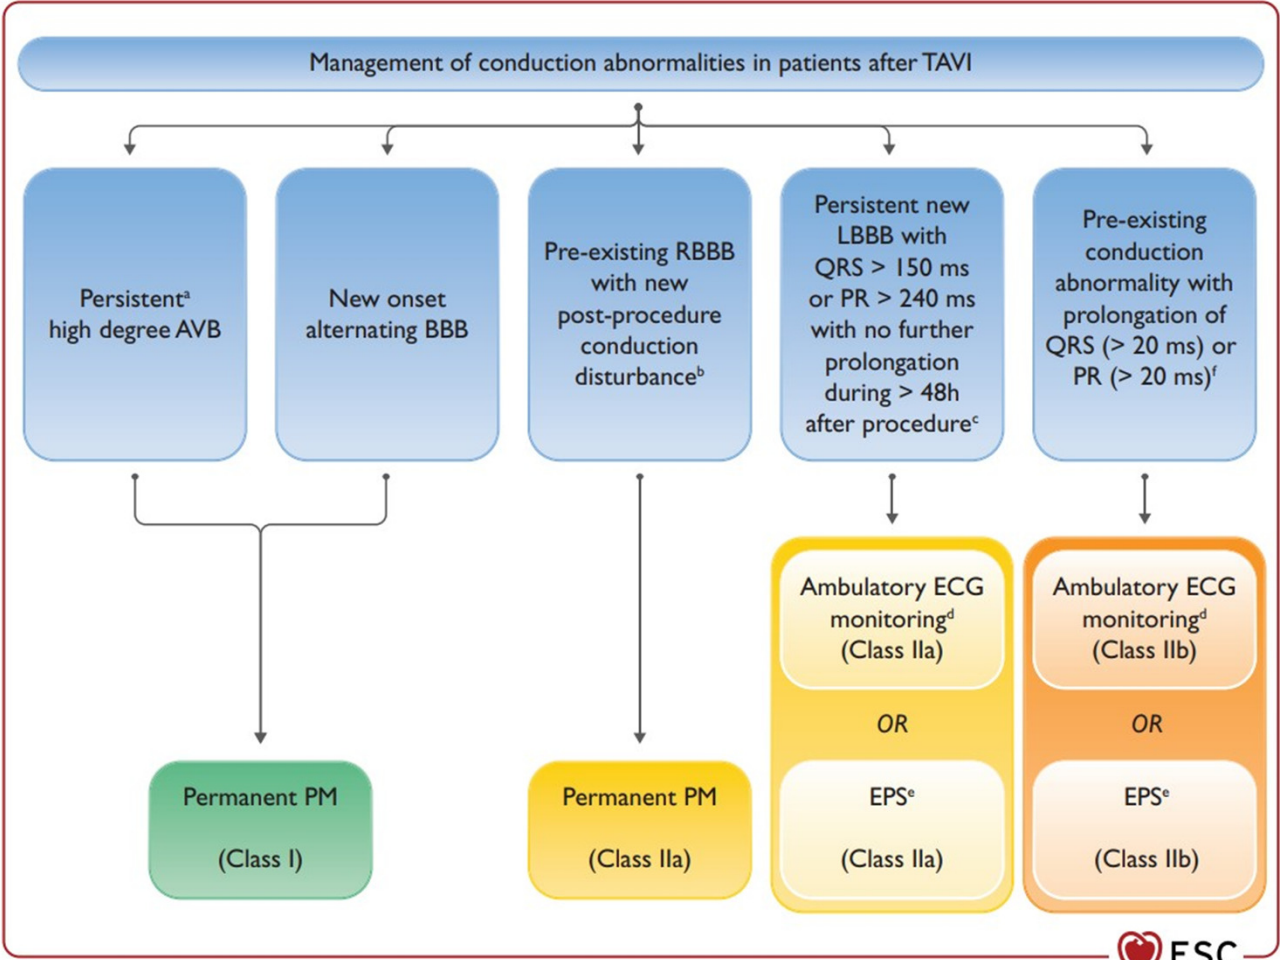 Management of conduction abnormalities in patients after TAVI
Persistentᵃ
high degree AVB
New onset
alternating BBB
Pre-existing RBBB
with new
post-procedure
conduction
disturbanceᵇ
Persistent new
LBBB with
QRS > 150 ms
or PR > 240 ms
with no further
prolongation
during > 48h
after procedureᶜ
Pre-existing
conduction
abnormality with
prolongation of
QRS (> 20 ms) or
PR (> 20 ms)ᶠ
Permanent PM
(Class I)
Permanent PM
(Class IIa)
Ambulatory ECG
monitoringᵈ
(Class IIa)
OR
EPSᵉ
(Class IIa)
Ambulatory ECG
monitoringᵈ
(Class IIb)
OR
EPSᵉ
(Class IIb)
ESC